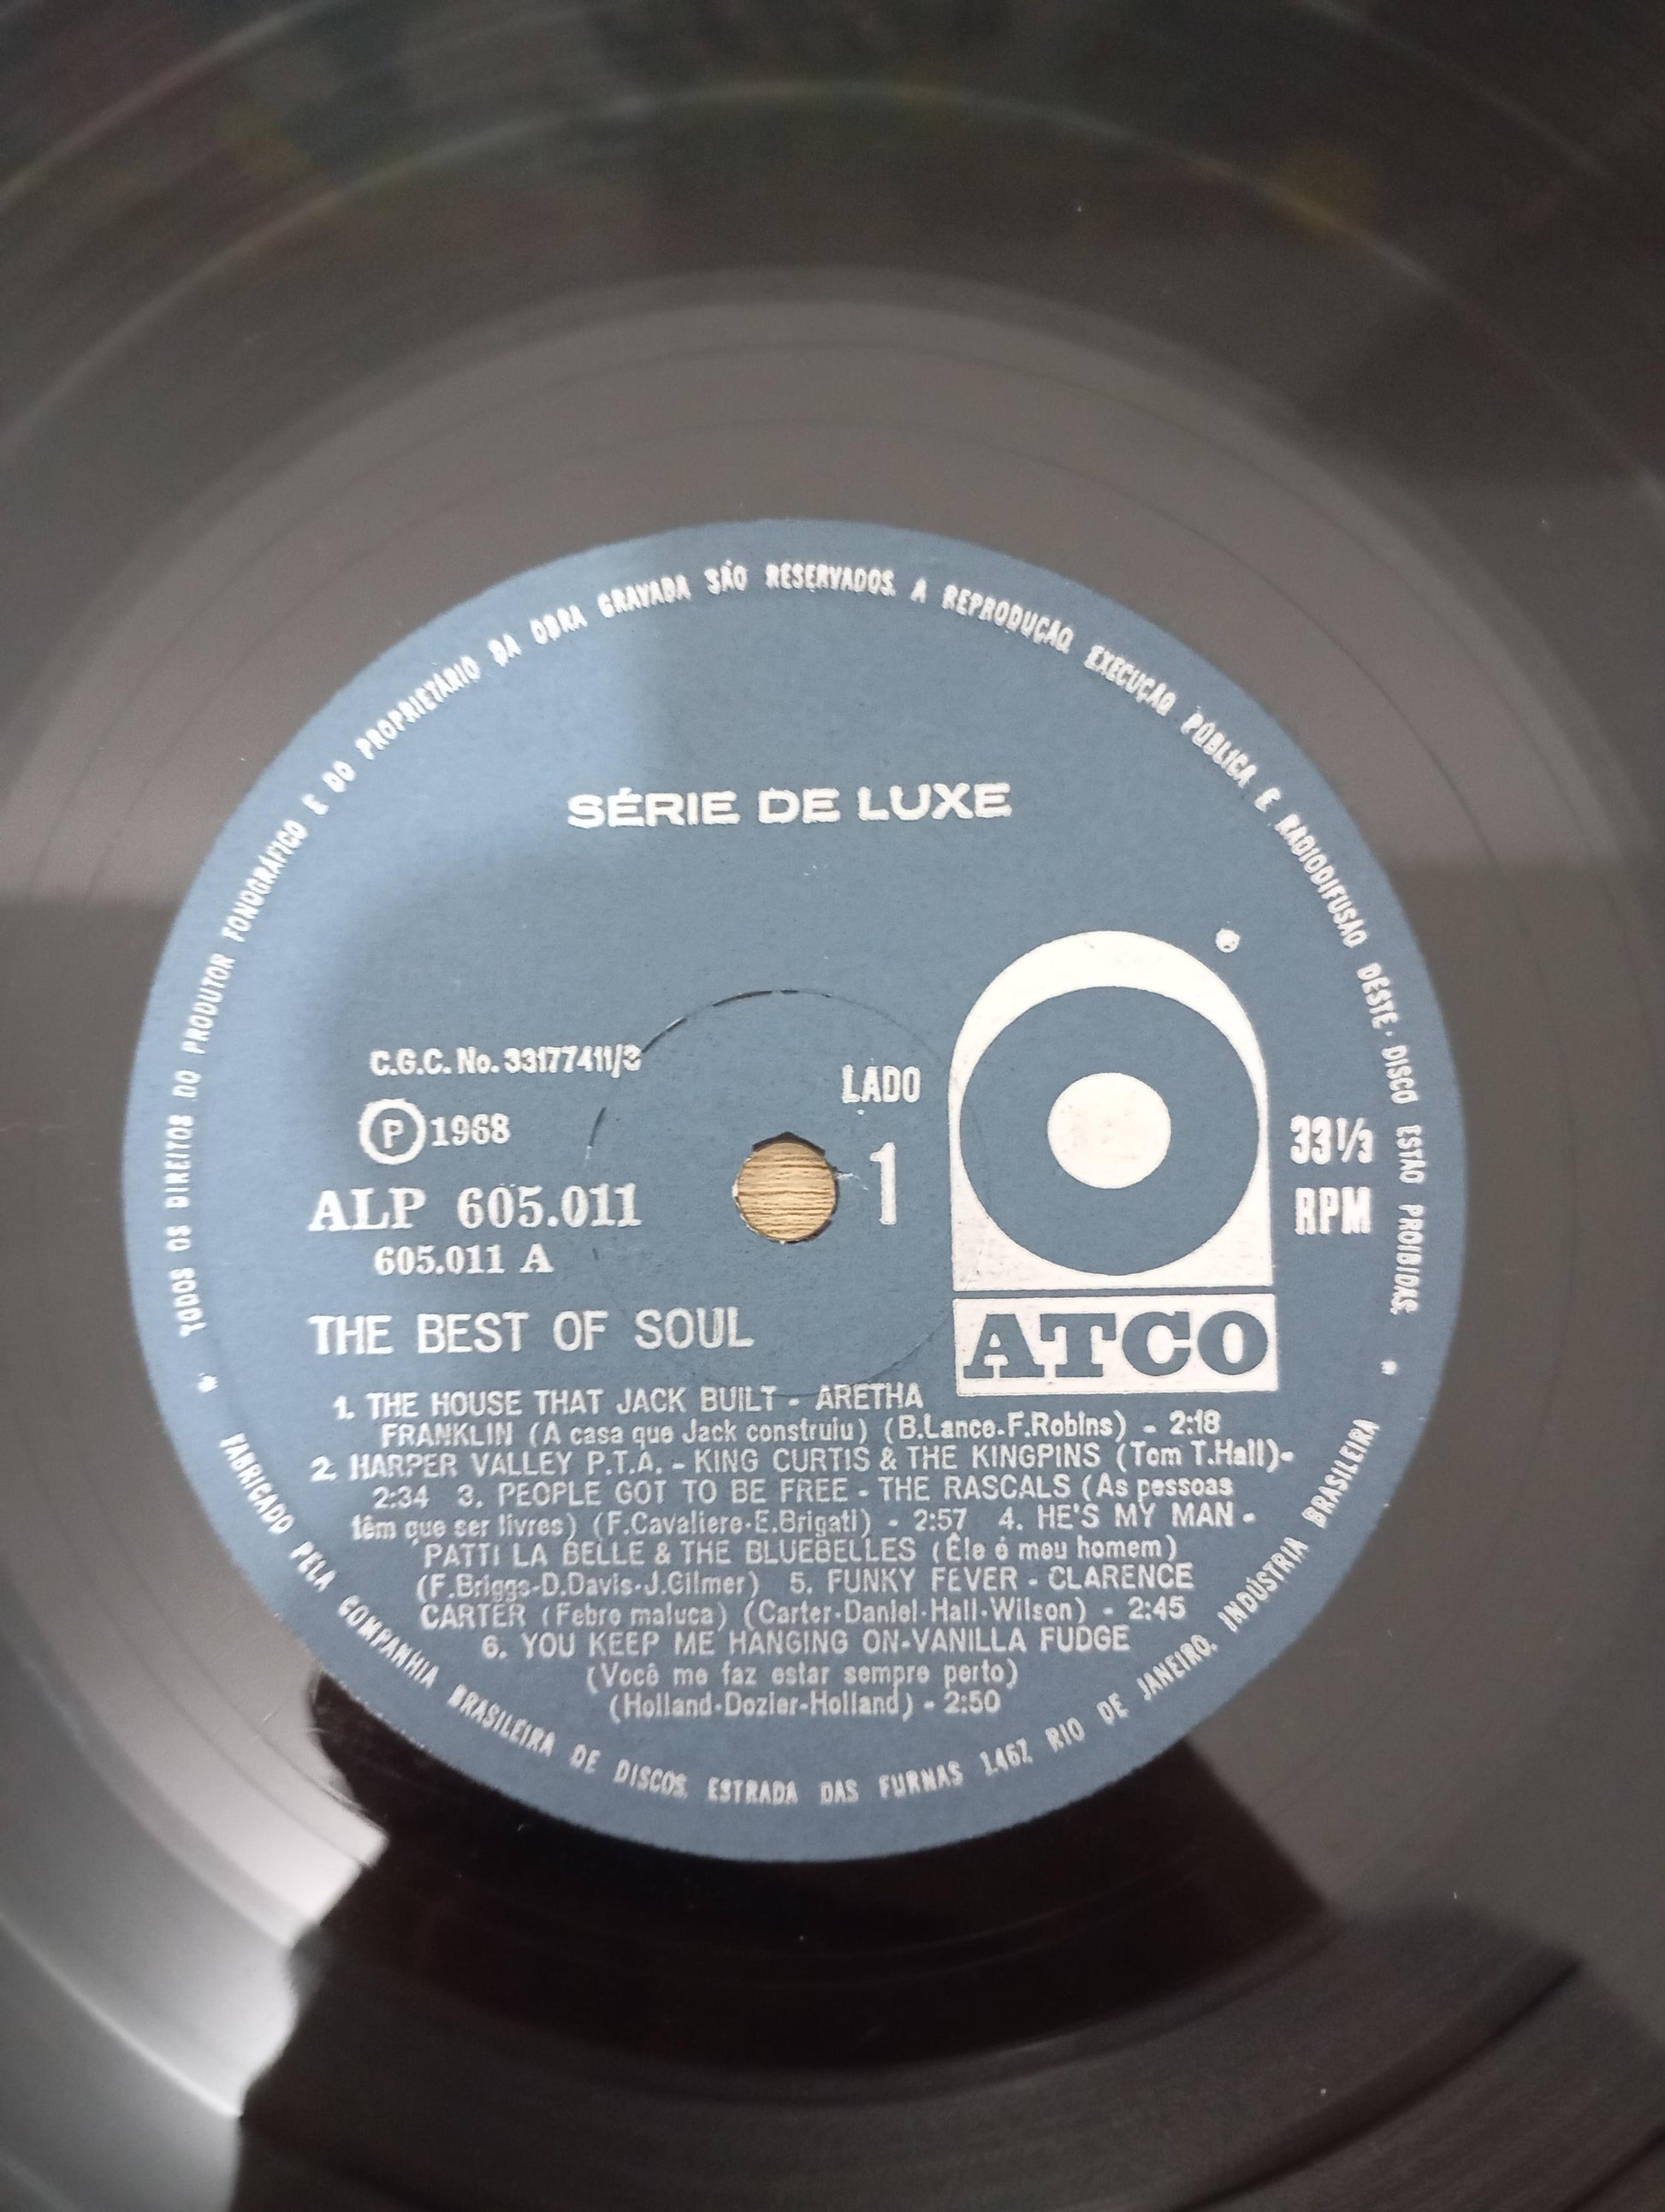 TODOS OS DIREITOS DO PRODUTOR FONOGRÁFICO E DO PROPRIETÁRIO DA OBRA GRAVADA SÃO RESERVADOS. A REPRODUÇÃO, EXECUÇÃO PÚBLICA E RADIODIFUSÃO DÊSTE DISCO ESTÃO PROIBIDAS.
SÉRIE DE LUXE
C.G.C. No. 33177411/3
Ⓟ 1968
ALP 605.011
605.011 A
LADO
1
33 1/3
RPM
ATCO
THE BEST OF SOUL
1. THE HOUSE THAT JACK BUILT - ARETHA
FRANKLIN (A casa que Jack construiu) (B.Lance-F.Robins) - 2:18
2. HARPER VALLEY P.T.A. - KING CURTIS & THE KINGPINS (Tom T.Hall)-
2:34 3. PEOPLE GOT TO BE FREE - THE RASCALS (As pessoas
têm que ser livres) (F.Cavaliere-E.Brigati) - 2:57 4. HE'S MY MAN -
PATTI LA BELLE & THE BLUEBELLES (Êle é meu homem)
(F.Briggs-D.Davis-J.Gilmer) 5. FUNKY FEVER - CLARENCE
CARTER (Febre maluca) (Carter-Daniel-Hall-Wilson) - 2:45
6. YOU KEEP ME HANGING ON-VANILLA FUDGE
(Você me faz estar sempre perto)
(Holland-Dozier-Holland) - 2:50
FABRICADO PELA COMPANHIA BRASILEIRA DE DISCOS. ESTRADA DAS FURNAS 1.467. RIO DE JANEIRO. INDÚSTRIA BRASILEIRA